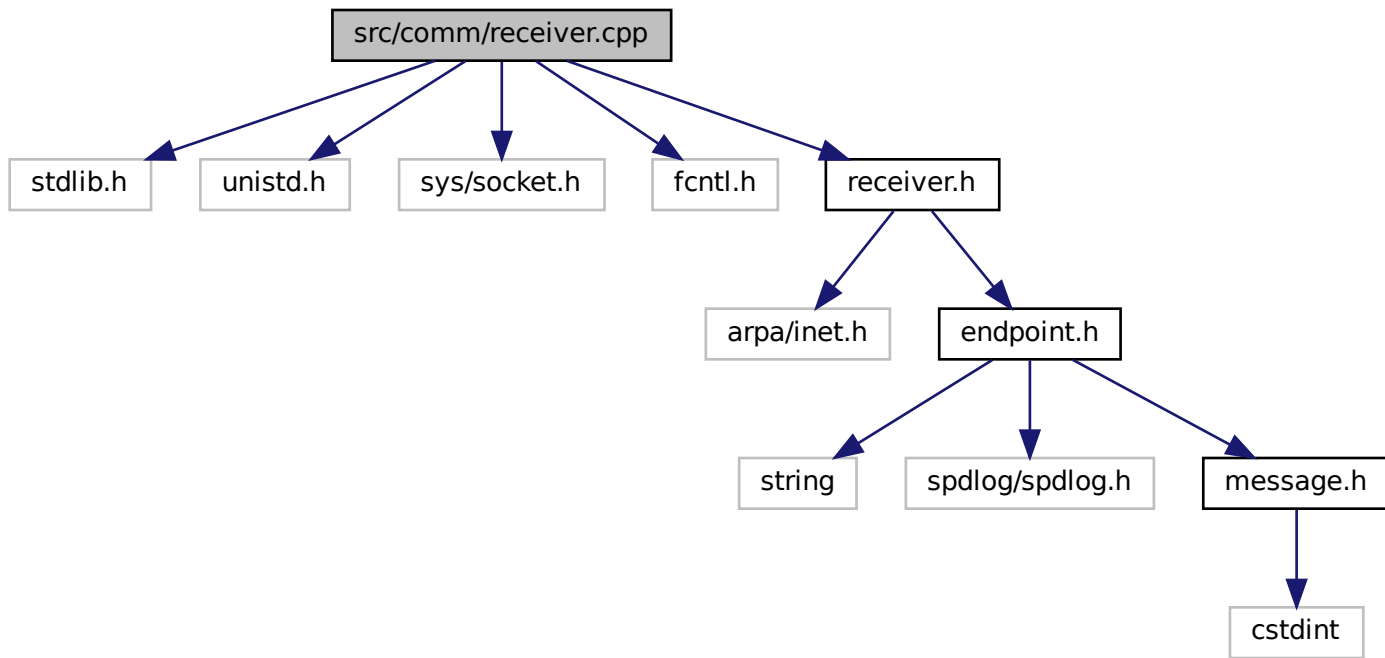 src/comm/receiver.cpp
stdlib.h
unistd.h
sys/socket.h
fcntl.h
receiver.h
arpa/inet.h
endpoint.h
string
spdlog/spdlog.h
message.h
cstdint